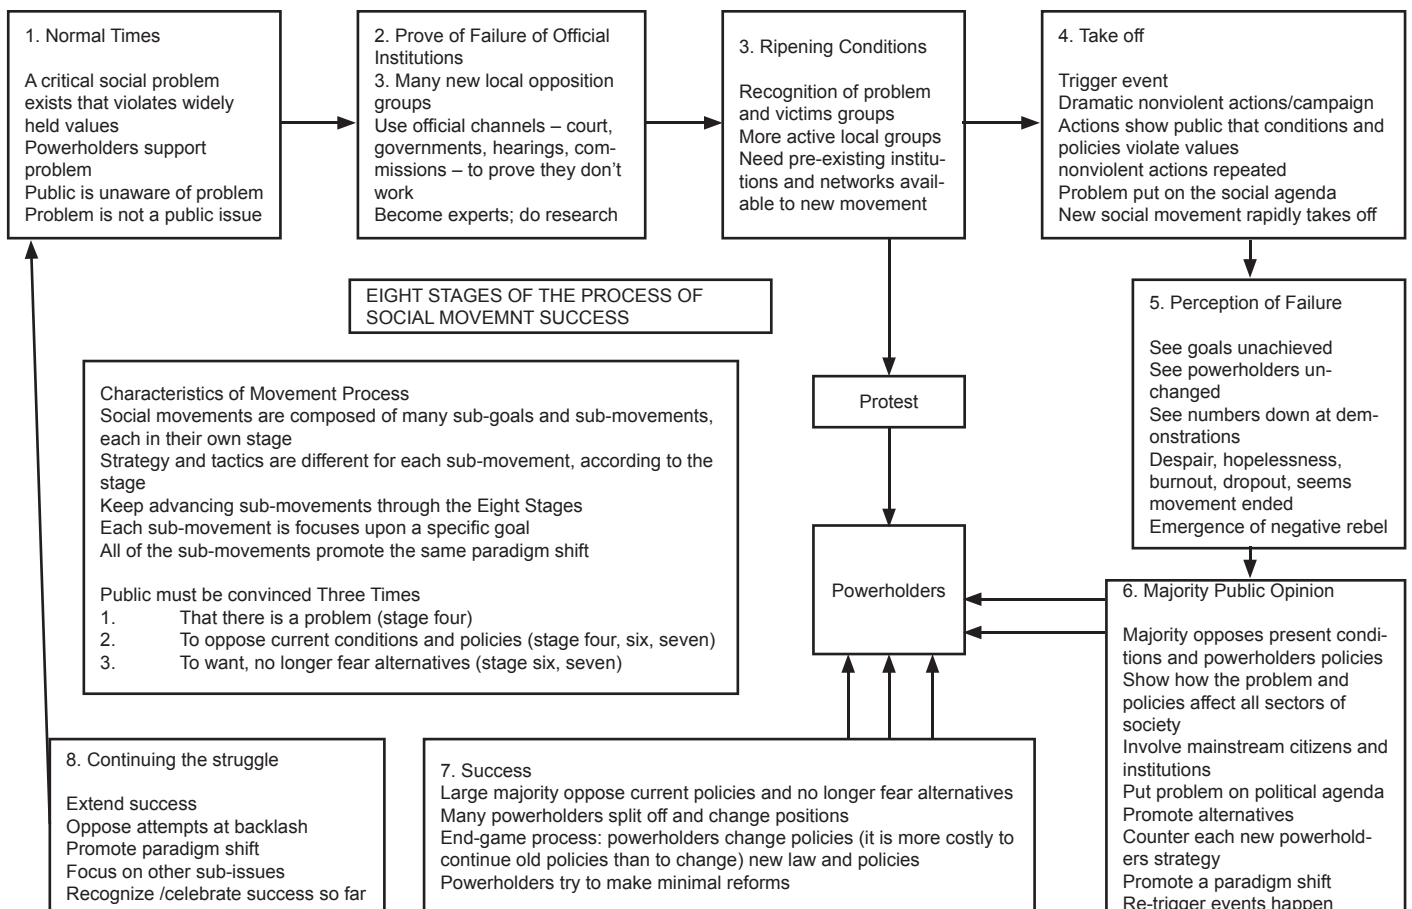 1. Normal Times
A critical social problem
exists that violates widely
held values
Powerholders support
problem
Public is unaware of problem
Problem is not a public issue
2. Prove of Failure of Official
Institutions
3. Many new local opposition
groups
Use official channels – court,
governments, hearings, com-
missions – to prove they don’t
work
Become experts; do research
3. Ripening Conditions
Recognition of problem
and victims groups
More active local groups
Need pre-existing institu-
tions and networks avail-
able to new movement
4. Take off
Trigger event
Dramatic nonviolent actions/campaign
Actions show public that conditions and
policies violate values
nonviolent actions repeated
Problem put on the social agenda
New social movement rapidly takes off
EIGHT STAGES OF THE PROCESS OF
SOCIAL MOVEMNT SUCCESS
5. Perception of Failure
See goals unachieved
See powerholders un-
changed
See numbers down at dem-
onstrations
Despair, hopelessness,
burnout, dropout, seems
movement ended
Emergence of negative rebel
Characteristics of Movement Process
Social movements are composed of many sub-goals and sub-movements,
each in their own stage
Strategy and tactics are different for each sub-movement, according to the
stage
Keep advancing sub-movements through the Eight Stages
Each sub-movement is focuses upon a specific goal
All of the sub-movements promote the same paradigm shift
Public must be convinced Three Times
1. That there is a problem (stage four)
2. To oppose current conditions and policies (stage four, six, seven)
3. To want, no longer fear alternatives (stage six, seven)
Protest
Powerholders
6. Majority Public Opinion
Majority opposes present condi-
tions and powerholders policies
Show how the problem and
policies affect all sectors of
society
Involve mainstream citizens and
institutions
Put problem on political agenda
Promote alternatives
Counter each new powerhold-
ers strategy
Promote a paradigm shift
Re-trigger events happen
7. Success
Large majority oppose current policies and no longer fear alternatives
Many powerholders split off and change positions
End-game process: powerholders change policies (it is more costly to
continue old policies than to change) new law and policies
Powerholders try to make minimal reforms
8. Continuing the struggle
Extend success
Oppose attempts at backlash
Promote paradigm shift
Focus on other sub-issues
Recognize /celebrate success so far